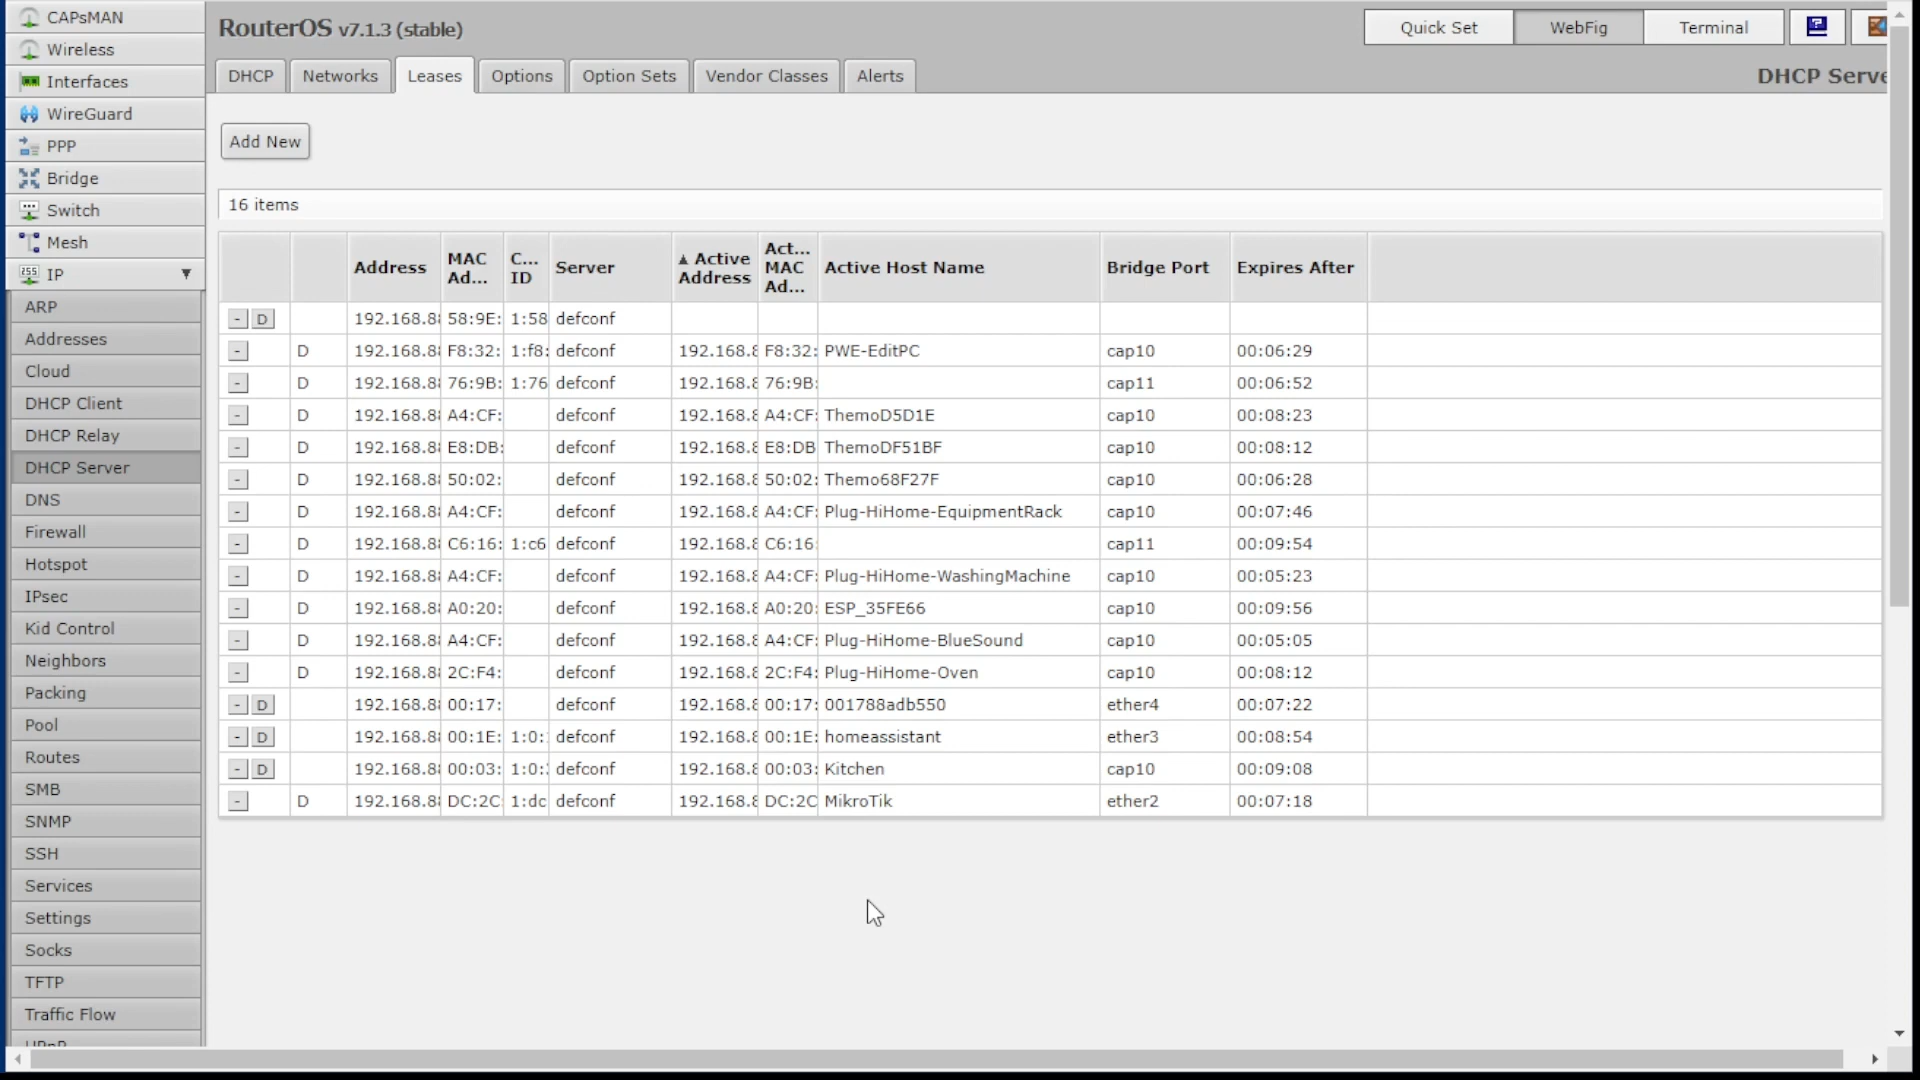 CAPsMAN
Wireless
Interfaces
WireGuard
PPP
Bridge
Switch
Mesh
255 IP ▼
ARP
Addresses
Cloud
DHCP Client
DHCP Relay
DHCP Server
DNS
Firewall
Hotspot
IPsec
Kid Control
Neighbors
Packing
Pool
Routes
SMB
SNMP
SSH
Services
Settings
Socks
TFTP
Traffic Flow
UPnP
RouterOS v7.1.3 (stable)
Quick Set WebFig Terminal
DHCP Networks Leases Options Option Sets Vendor Classes Alerts
DHCP Serve
Add New
16 items
Address MAC Ad... C... ID Server ▲ Active Address Act... MAC Ad... Active Host Name Bridge Port Expires After
- D 192.168.8 58:9E: 1:58 defconf
- D 192.168.8 F8:32: 1:f8: defconf 192.168.8 F8:32: PWE-EditPC cap10 00:06:29
- D 192.168.8 76:9B: 1:76 defconf 192.168.8 76:9B: cap11 00:06:52
- D 192.168.8 A4:CF: defconf 192.168.8 A4:CF: ThemoD5D1E cap10 00:08:23
- D 192.168.8 E8:DB: defconf 192.168.8 E8:DB ThemoDF51BF cap10 00:08:12
- D 192.168.8 50:02: defconf 192.168.8 50:02: Themo68F27F cap10 00:06:28
- D 192.168.8 A4:CF: defconf 192.168.8 A4:CF: Plug-HiHome-EquipmentRack cap10 00:07:46
- D 192.168.8 C6:16: 1:c6 defconf 192.168.8 C6:16: cap11 00:09:54
- D 192.168.8 A4:CF: defconf 192.168.8 A4:CF: Plug-HiHome-WashingMachine cap10 00:05:23
- D 192.168.8 A0:20: defconf 192.168.8 A0:20: ESP_35FE66 cap10 00:09:56
- D 192.168.8 A4:CF: defconf 192.168.8 A4:CF: Plug-HiHome-BlueSound cap10 00:05:05
- D 192.168.8 2C:F4: defconf 192.168.8 2C:F4: Plug-HiHome-Oven cap10 00:08:12
- D 192.168.8 00:17: defconf 192.168.8 00:17: 001788adb550 ether4 00:07:22
- D 192.168.8 00:1E: 1:0: defconf 192.168.8 00:1E: homeassistant ether3 00:08:54
- D 192.168.8 00:03: 1:0: defconf 192.168.8 00:03: Kitchen cap10 00:09:08
- D 192.168.8 DC:2C 1:dc defconf 192.168.8 DC:2C MikroTik ether2 00:07:18